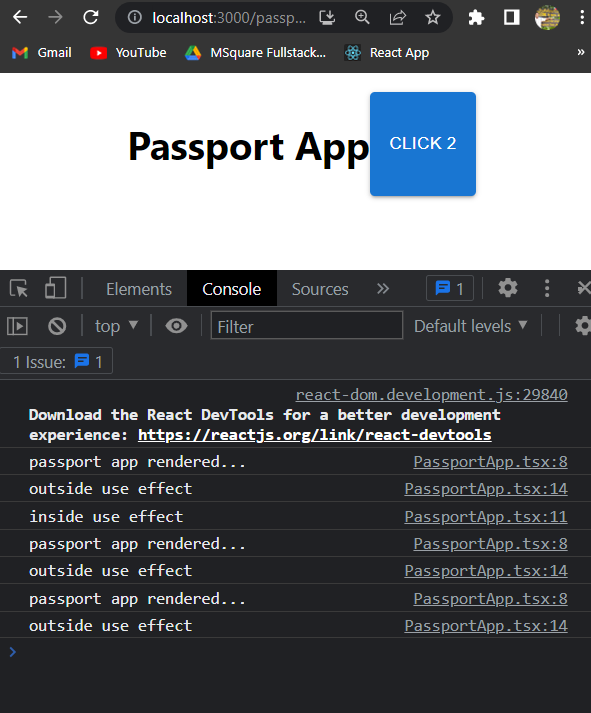 localhost:3000/passp...
Gmail YouTube MSquare Fullstack... React App »
Passport App CLICK 2
Elements Console Sources » 1
top Filter Default levels
1 Issue: 1
react-dom.development.js:29840
Download the React DevTools for a better development
experience: https://reactjs.org/link/react-devtools
passport app rendered... PassportApp.tsx:8
outside use effect PassportApp.tsx:14
inside use effect PassportApp.tsx:11
passport app rendered... PassportApp.tsx:8
outside use effect PassportApp.tsx:14
passport app rendered... PassportApp.tsx:8
outside use effect PassportApp.tsx:14